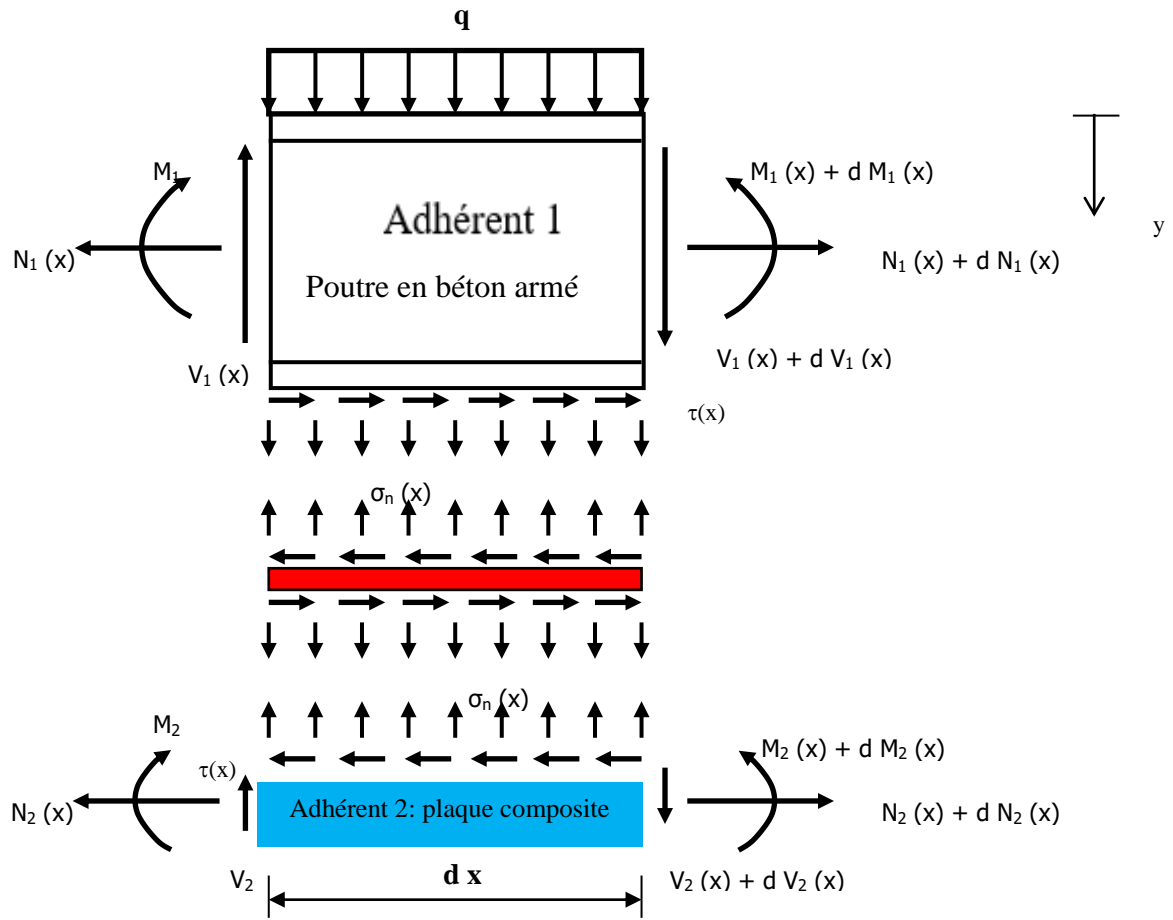 q
M₁
M₁ (x) + d M₁ (x)
Adhérent 1
y
N₁ (x)
N₁ (x) + d N₁ (x)
Poutre en béton armé
V₁ (x)
V₁ (x) + d V₁ (x)
τ(x)
σₙ (x)
σₙ (x)
M₂
M₂ (x) + d M₂ (x)
τ(x)
N₂ (x)
Adhérent 2: plaque composite
N₂ (x) + d N₂ (x)
V₂
d x
V₂ (x) + d V₂ (x)